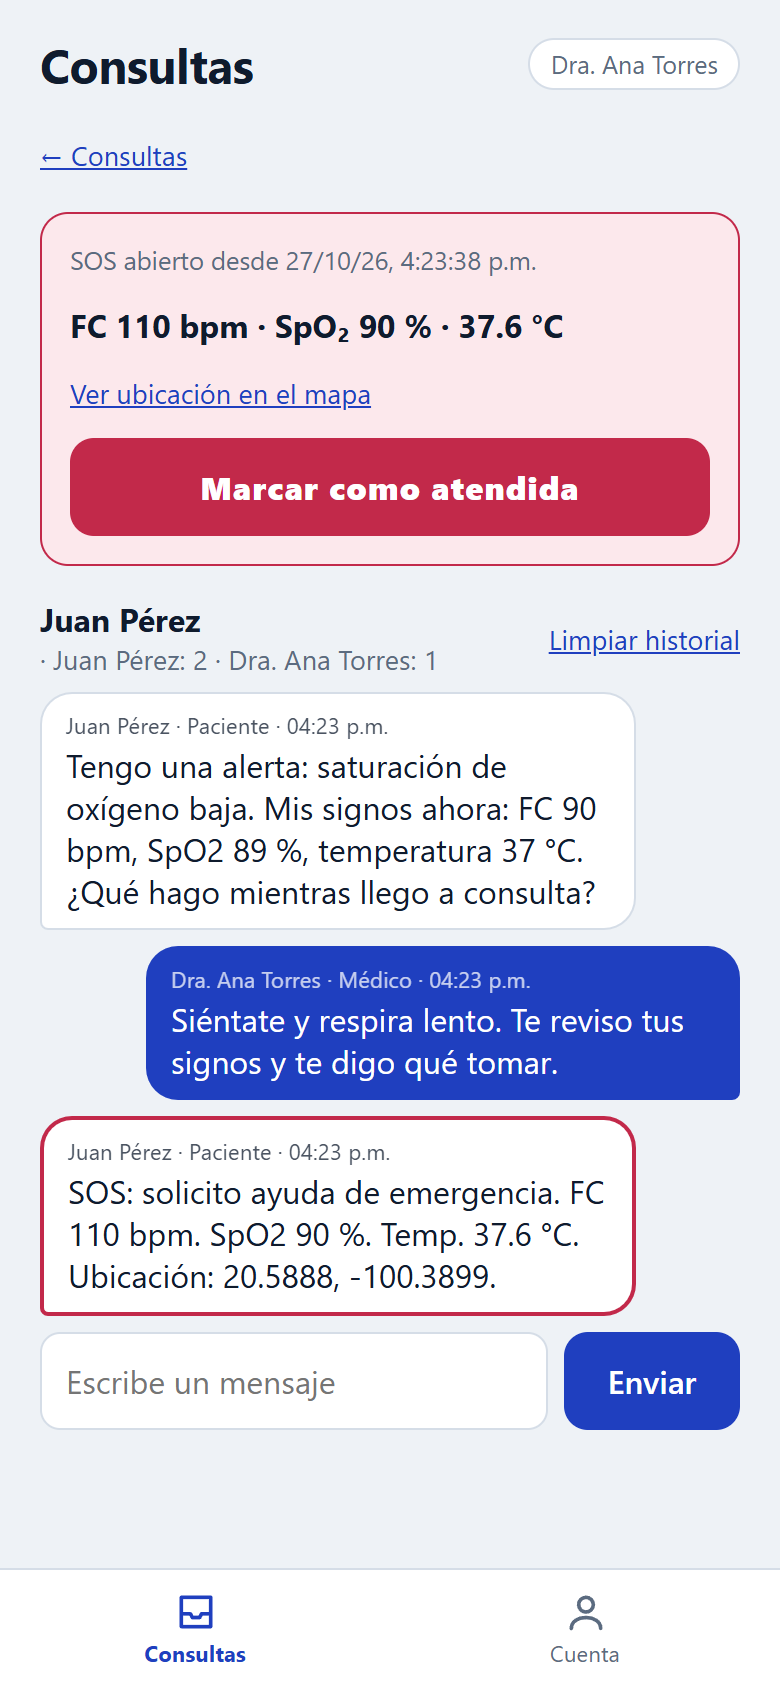 Consultas
Dra. Ana Torres
← Consultas
SOS abierto desde 27/10/26, 4:23:38 p.m.
FC 110 bpm · SpO₂ 90 % · 37.6 °C
Ver ubicación en el mapa
Marcar como atendida
Juan Pérez
· Juan Pérez: 2 · Dra. Ana Torres: 1
Limpiar historial
Juan Pérez · Paciente · 04:23 p.m.
Tengo una alerta: saturación de
oxígeno baja. Mis signos ahora: FC 90
bpm, SpO2 89 %, temperatura 37 °C.
¿Qué hago mientras llego a consulta?
Dra. Ana Torres · Médico · 04:23 p.m.
Siéntate y respira lento. Te reviso tus
signos y te digo qué tomar.
Juan Pérez · Paciente · 04:23 p.m.
SOS: solicito ayuda de emergencia. FC
110 bpm. SpO2 90 %. Temp. 37.6 °C.
Ubicación: 20.5888, -100.3899.
Escribe un mensaje
Enviar
Consultas
Cuenta